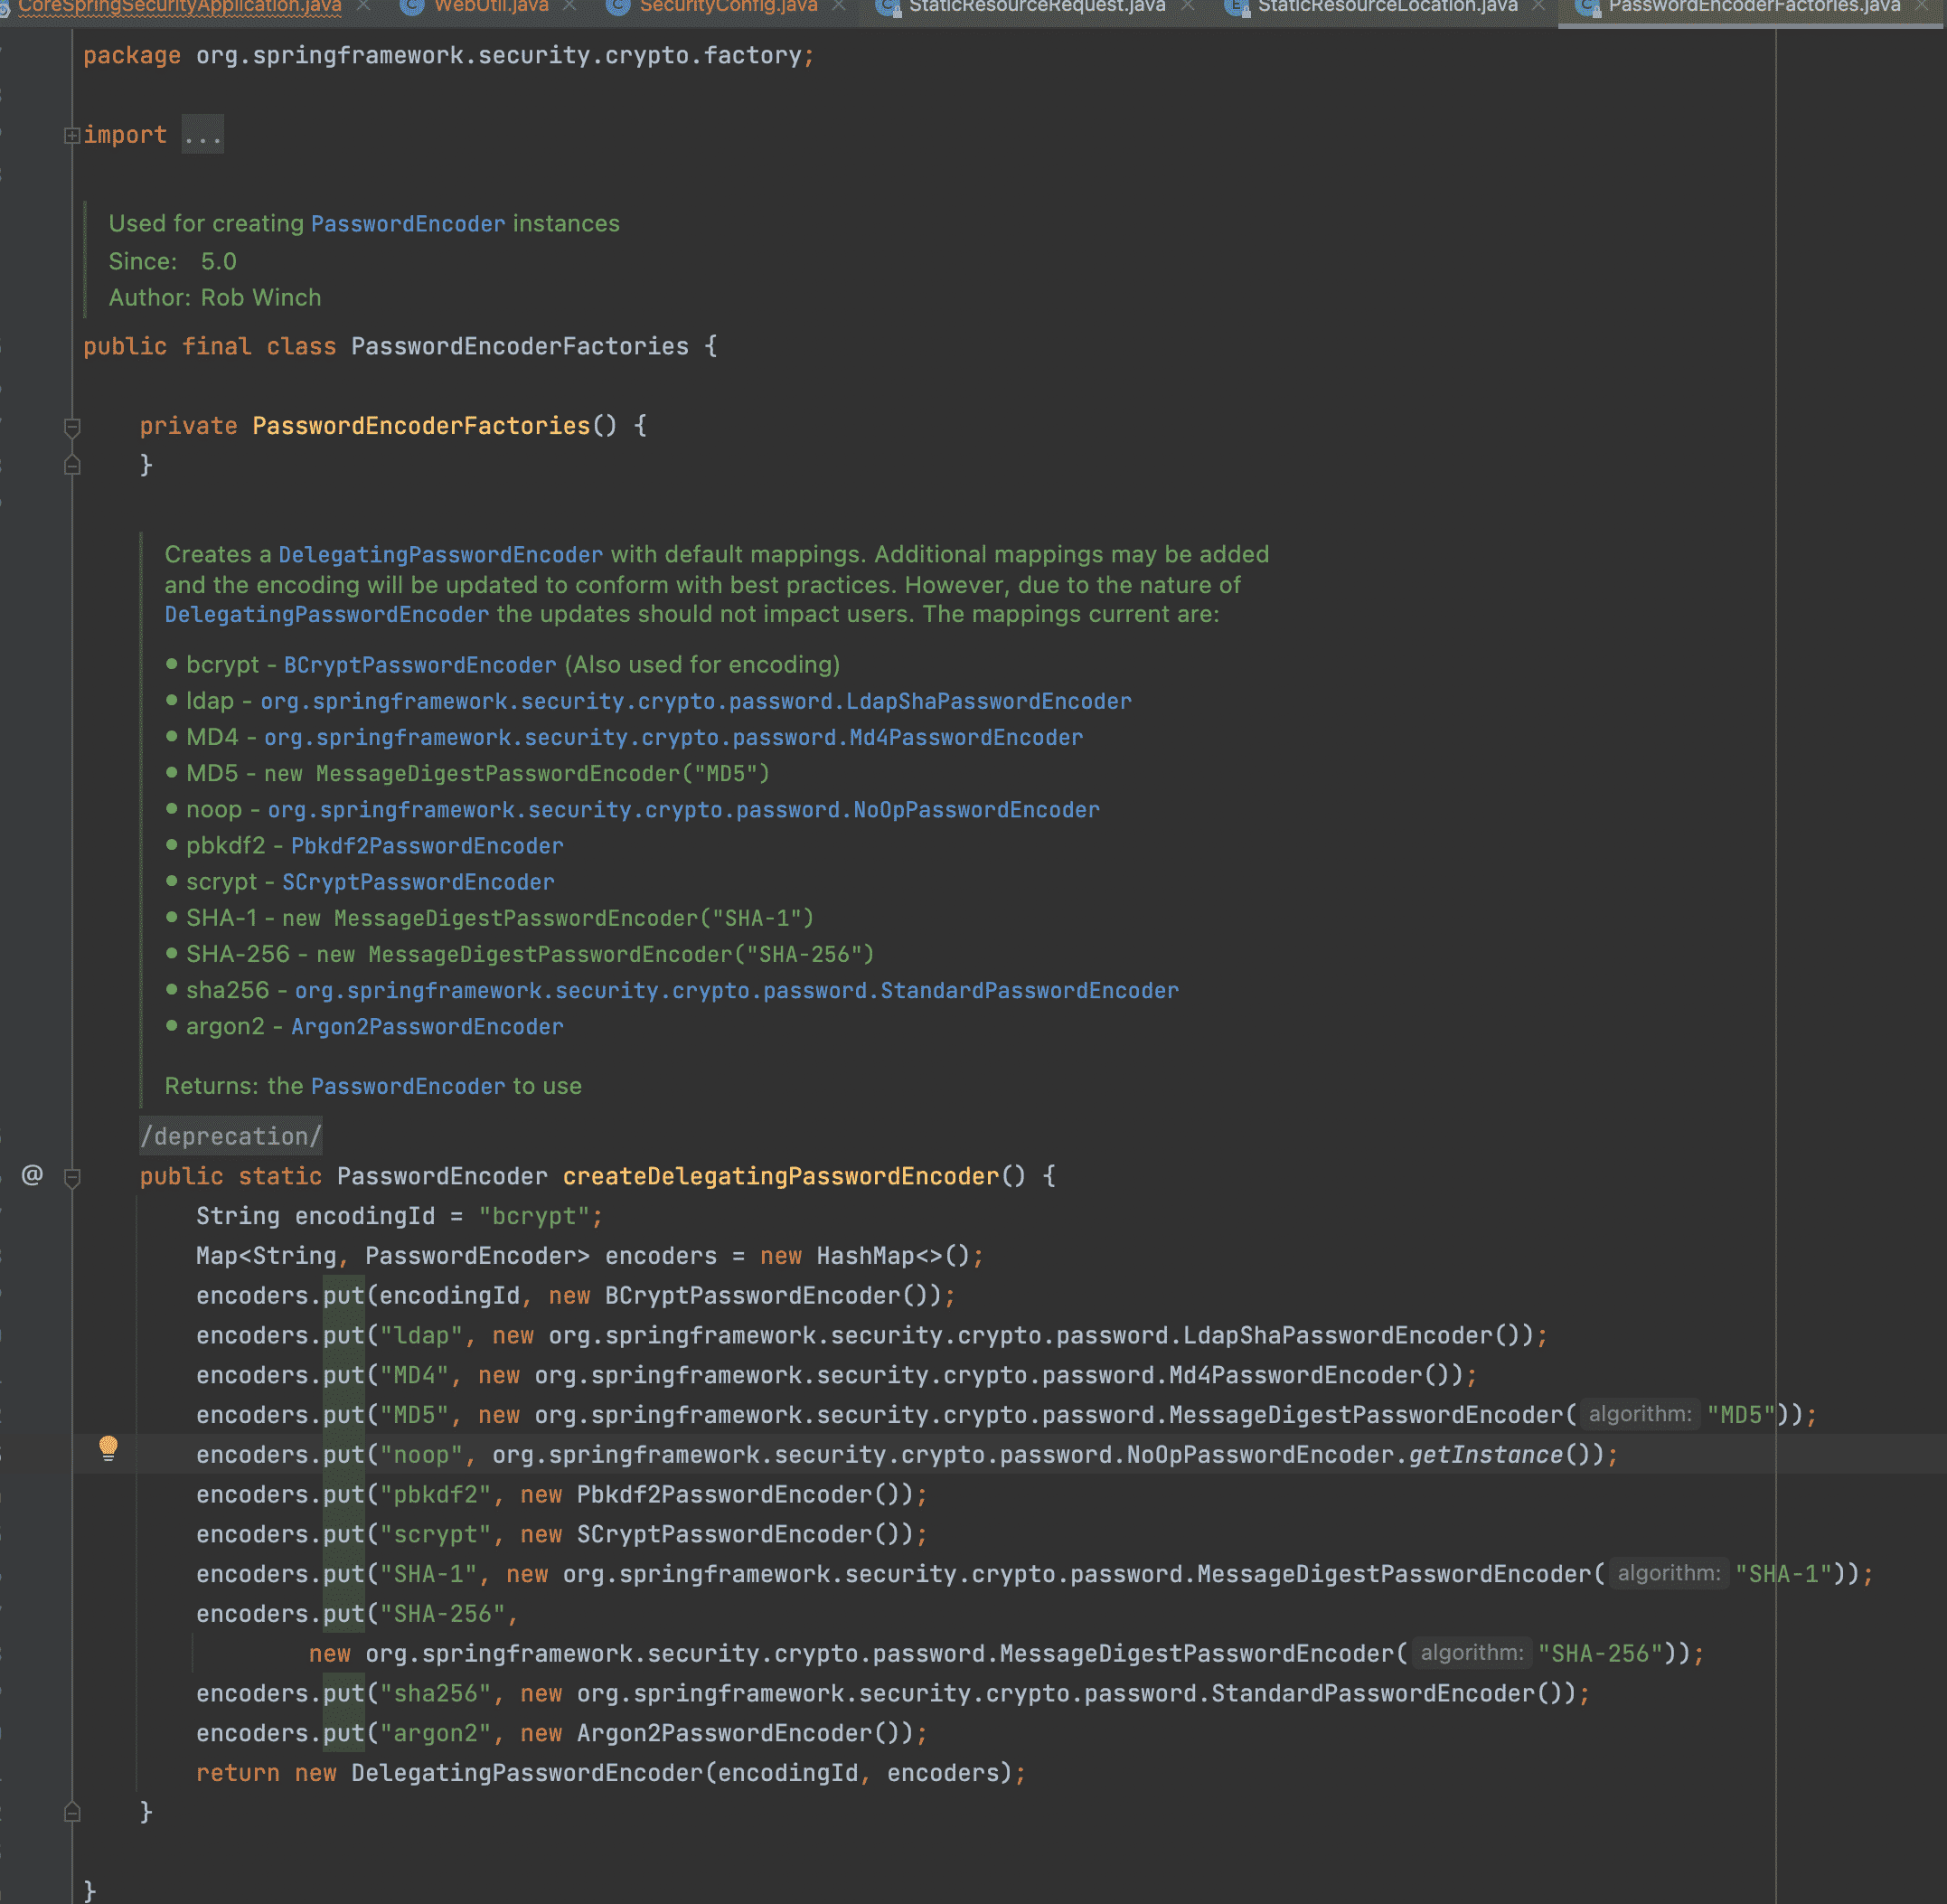 CoreSpringSecurityApplication.java WebUtil.java SecurityConfig.java StaticResourceRequest.java StaticResourceLocation.java PasswordEncoderFactories.java
package org.springframework.security.crypto.factory;
import ...
Used for creating PasswordEncoder instances
Since: 5.0
Author: Rob Winch
public final class PasswordEncoderFactories {
private PasswordEncoderFactories() {
}
Creates a DelegatingPasswordEncoder with default mappings. Additional mappings may be added
and the encoding will be updated to conform with best practices. However, due to the nature of
DelegatingPasswordEncoder the updates should not impact users. The mappings current are:
• bcrypt - BCryptPasswordEncoder (Also used for encoding)
• ldap - org.springframework.security.crypto.password.LdapShaPasswordEncoder
• MD4 - org.springframework.security.crypto.password.Md4PasswordEncoder
• MD5 - new MessageDigestPasswordEncoder("MD5")
• noop - org.springframework.security.crypto.password.NoOpPasswordEncoder
• pbkdf2 - Pbkdf2PasswordEncoder
• scrypt - SCryptPasswordEncoder
• SHA-1 - new MessageDigestPasswordEncoder("SHA-1")
• SHA-256 - new MessageDigestPasswordEncoder("SHA-256")
• sha256 - org.springframework.security.crypto.password.StandardPasswordEncoder
• argon2 - Argon2PasswordEncoder
Returns: the PasswordEncoder to use
/deprecation/
@ public static PasswordEncoder createDelegatingPasswordEncoder() {
String encodingId = "bcrypt";
Map<String, PasswordEncoder> encoders = new HashMap<>();
encoders.put(encodingId, new BCryptPasswordEncoder());
encoders.put("ldap", new org.springframework.security.crypto.password.LdapShaPasswordEncoder());
encoders.put("MD4", new org.springframework.security.crypto.password.Md4PasswordEncoder());
encoders.put("MD5", new org.springframework.security.crypto.password.MessageDigestPasswordEncoder( algorithm: "MD5"));
encoders.put("noop", org.springframework.security.crypto.password.NoOpPasswordEncoder.getInstance());
encoders.put("pbkdf2", new Pbkdf2PasswordEncoder());
encoders.put("scrypt", new SCryptPasswordEncoder());
encoders.put("SHA-1", new org.springframework.security.crypto.password.MessageDigestPasswordEncoder( algorithm: "SHA-1"));
encoders.put("SHA-256",
new org.springframework.security.crypto.password.MessageDigestPasswordEncoder( algorithm: "SHA-256"));
encoders.put("sha256", new org.springframework.security.crypto.password.StandardPasswordEncoder());
encoders.put("argon2", new Argon2PasswordEncoder());
return new DelegatingPasswordEncoder(encodingId, encoders);
}
}